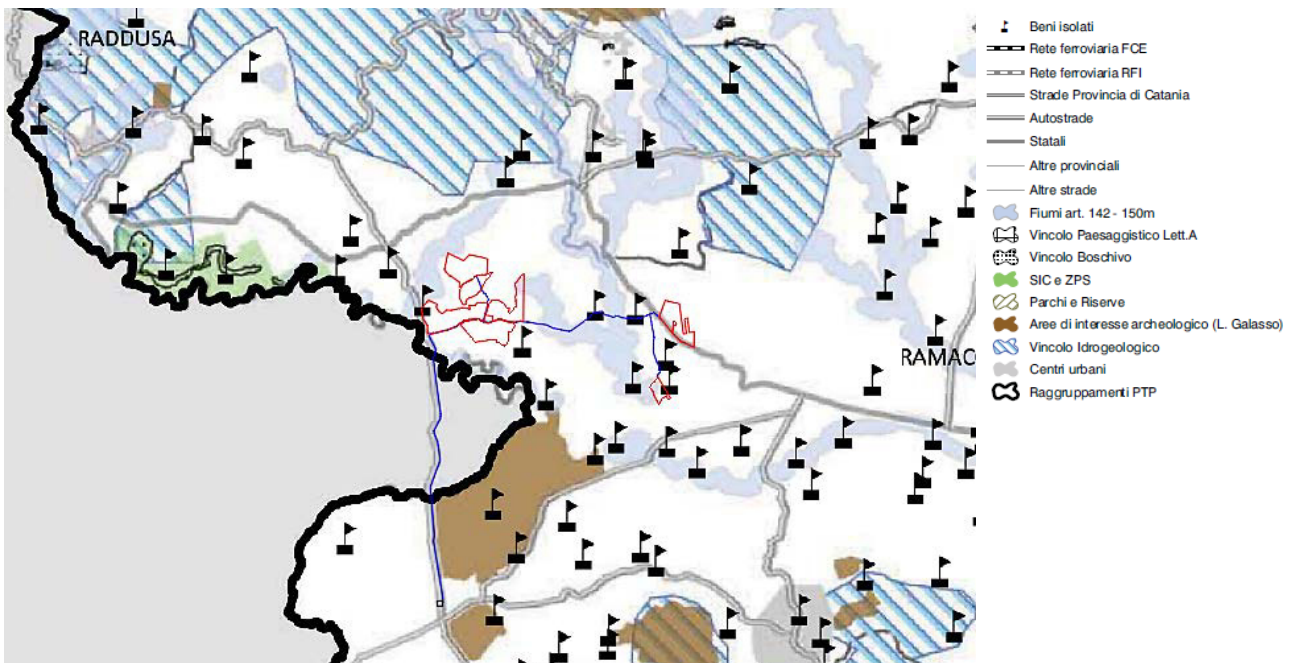 RADDUSA
RAMAC
Beni isolati
Rete ferroviaria FCE
Rete ferroviaria RFI
Strade Provincia di Catania
Autostrade
Statali
Altre provinciali
Altre strade
Fiumi art. 142 - 150m
Vincolo Paesaggistico Lett.A
Vincolo Boschivo
SIC e ZPS
Parchi e Riserve
Aree di interesse archeologico (L. Galasso)
Vincolo Idrogeologico
Centri urbani
Raggruppamenti PTP